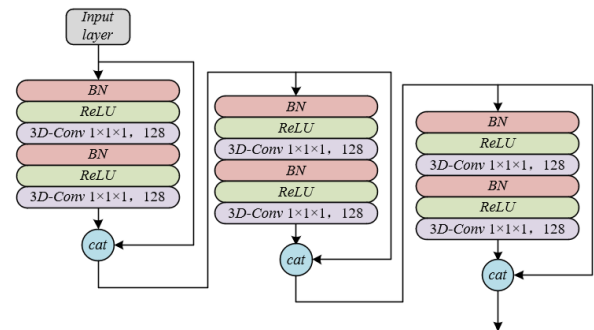 Input
layer
BN
ReLU
3D-Conv 1×1×1，128
BN
ReLU
3D-Conv 1×1×1，128
cat
BN
ReLU
3D-Conv 1×1×1，128
BN
ReLU
3D-Conv 1×1×1，128
cat
BN
ReLU
3D-Conv 1×1×1，128
BN
ReLU
3D-Conv 1×1×1，128
cat